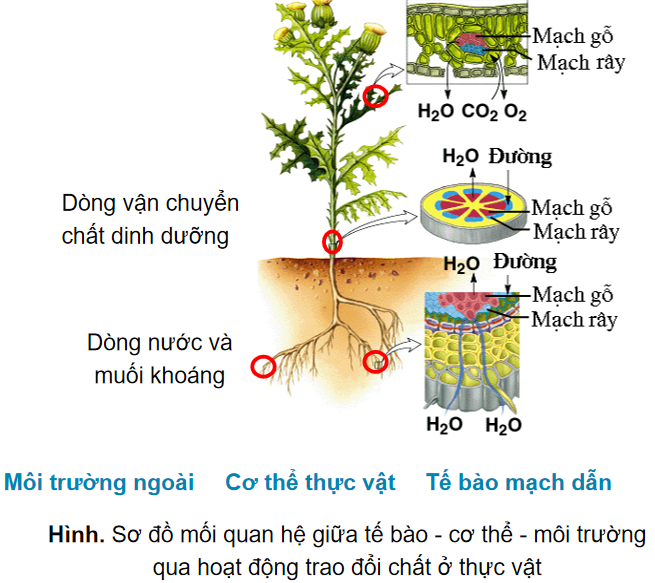 Mạch gỗ
Mạch rây
H2O CO2 O2
H2O Đường
Dòng vận chuyển
chất dinh dưỡng
Mạch gỗ
Mạch rây
H2O Đường
Mạch gỗ
Mạch rây
Dòng nước và
muối khoáng
H2O H2O
Môi trường ngoài Cơ thể thực vật Tế bào mạch dẫn
Hình. Sơ đồ mối quan hệ giữa tế bào - cơ thể - môi trường
qua hoạt động trao đổi chất ở thực vật